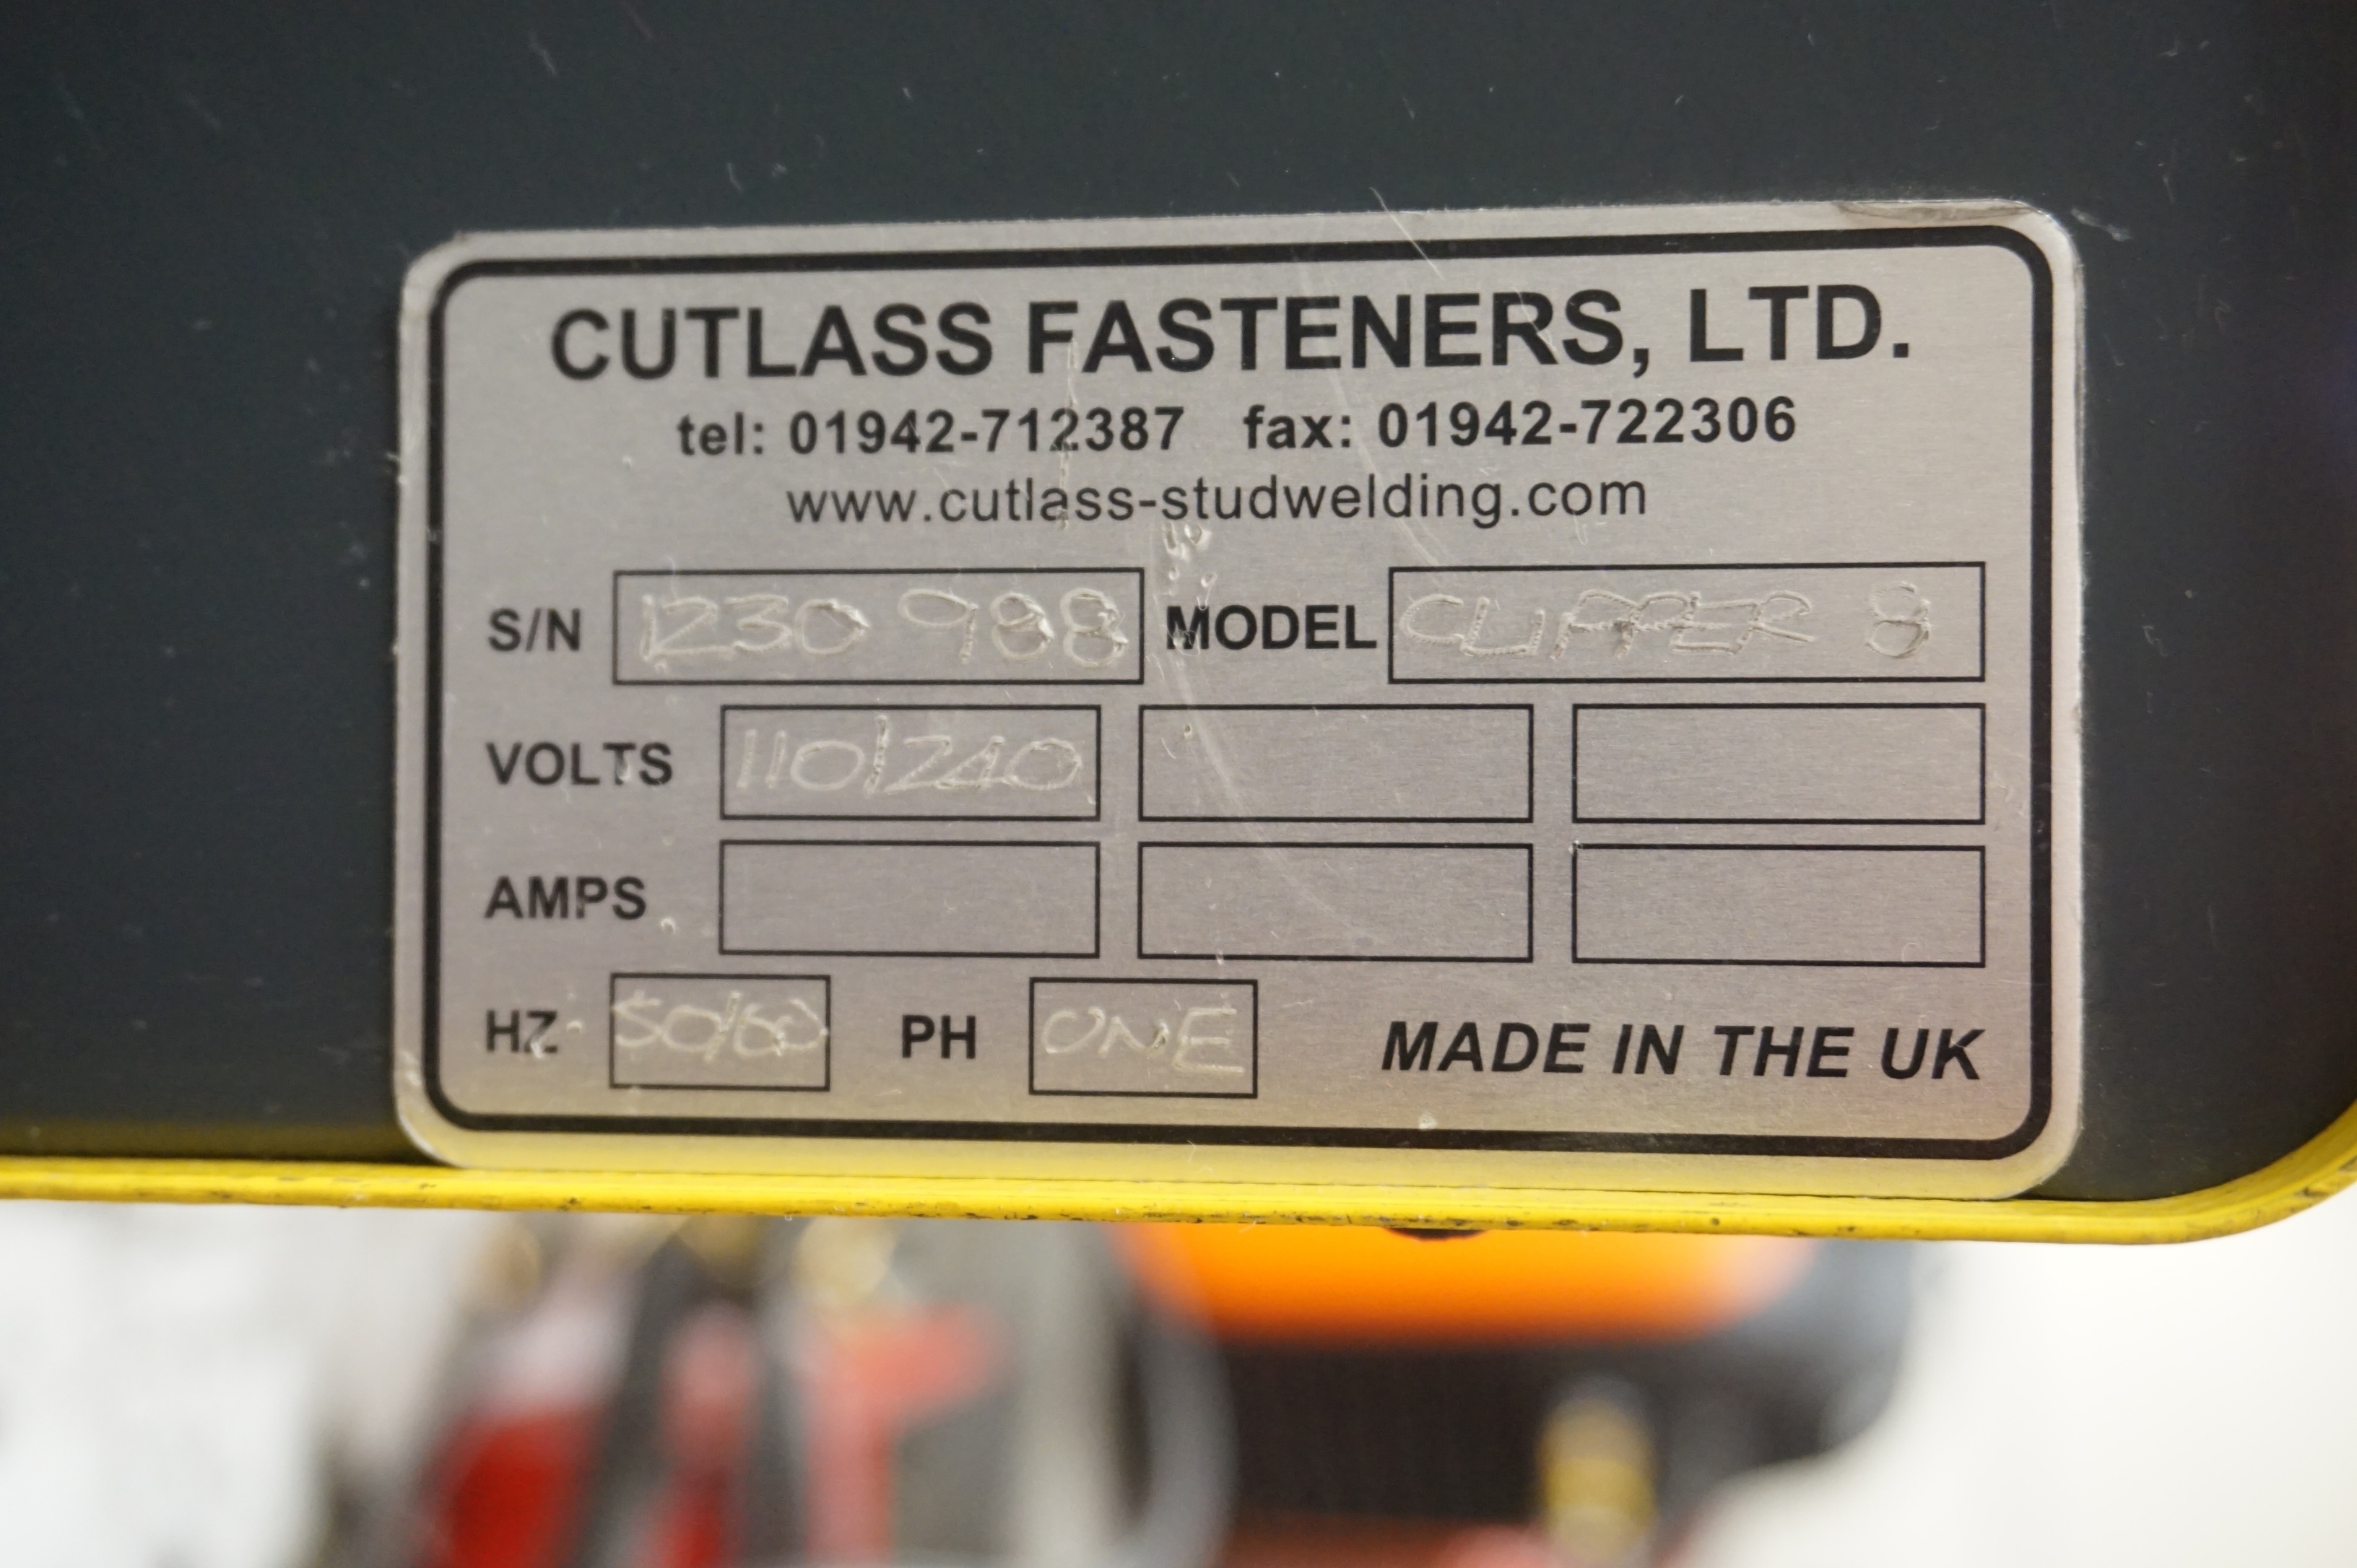 CUTLASS FASTENERS, LTD.
tel: 01942-712387 fax: 01942-722306
www.cutlass-studwelding.com
S/N 1230 988 MODEL CLIPPER 8
VOLTS 110/240
AMPS
HZ 50/60 PH ONE MADE IN THE UK